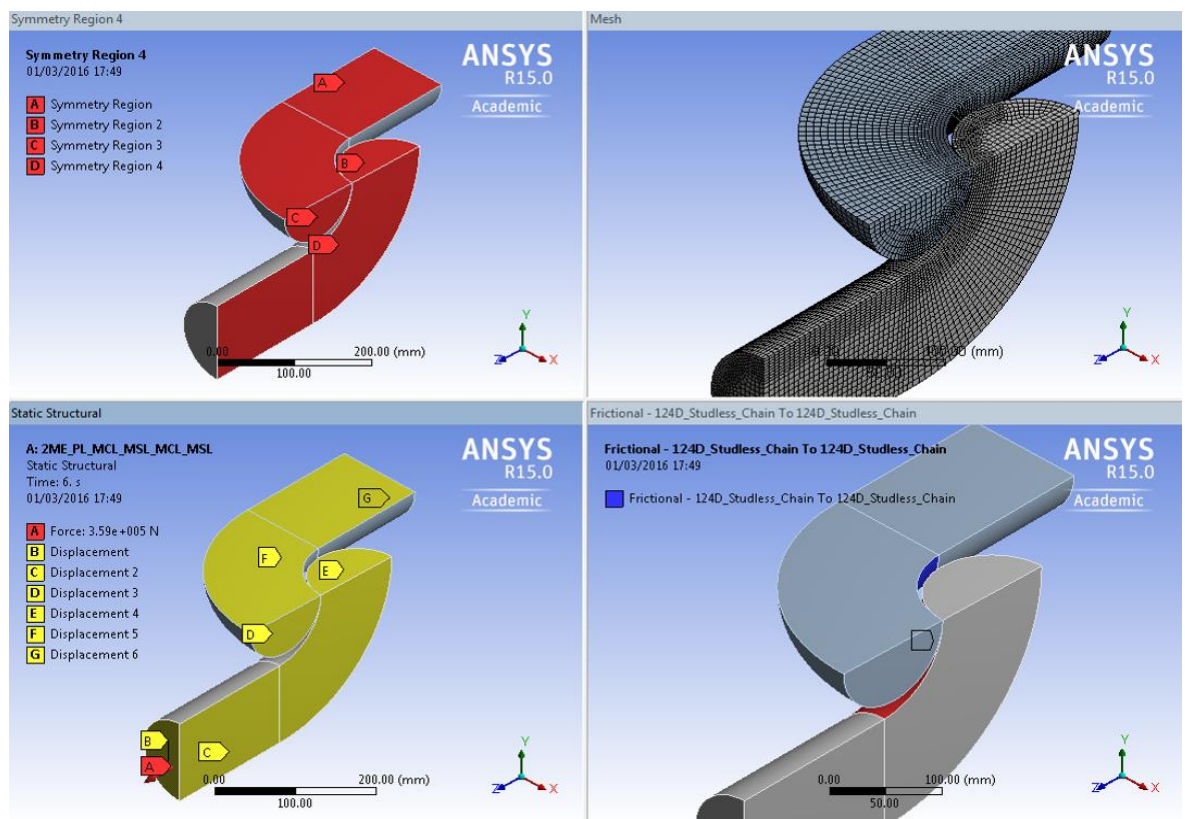 Symmetry Region 4
Symmetry Region 4
01/03/2016 17:49
A Symmetry Region
B Symmetry Region 2
C Symmetry Region 3
D Symmetry Region 4
ANSYS
R15.0
Academic
A
B
C
D
0.00 200.00 (mm)
100.00
Y
Z X
Mesh
ANSYS
R15.0
Academic
Y
Z X
Static Structural
A: 2ME_PL_MCL_MSL_MCL_MSL
Static Structural
Time: 6. s
01/03/2016 17:49
A Force: 3.59e+005 N
B Displacement
C Displacement 2
D Displacement 3
E Displacement 4
F Displacement 5
G Displacement 6
ANSYS
R15.0
Academic
G
F
E
D
B
C
A
0.00 200.00 (mm)
100.00
Y
Z X
Frictional - 124D_Studless_Chain To 124D_Studless_Chain
Frictional - 124D_Studless_Chain To 124D_Studless_Chain
01/03/2016 17:49
Frictional - 124D_Studless_Chain To 124D_Studless_Chain
ANSYS
R15.0
Academic
0.00 100.00 (mm)
50.00
Y
Z X